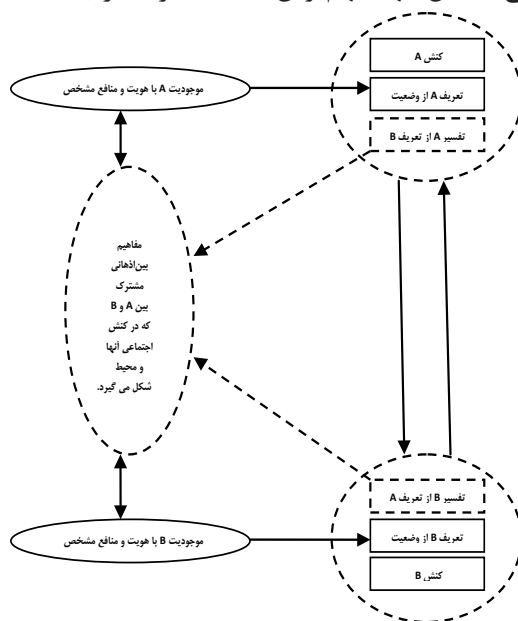 کنش A
موجودیت A با هویت و منافع مشخص
تعریف A از وضعیت
تفسیر A از تعریف B
مفاهیم
بین‌اذهانی
مشترک
بین A و B
که در کنش
اجتماعی آنها
و محیط
شکل می گیرد.
تفسیر B از تعریف A
موجودیت B با هویت و منافع مشخص
تعریف B از وضعیت
کنش B